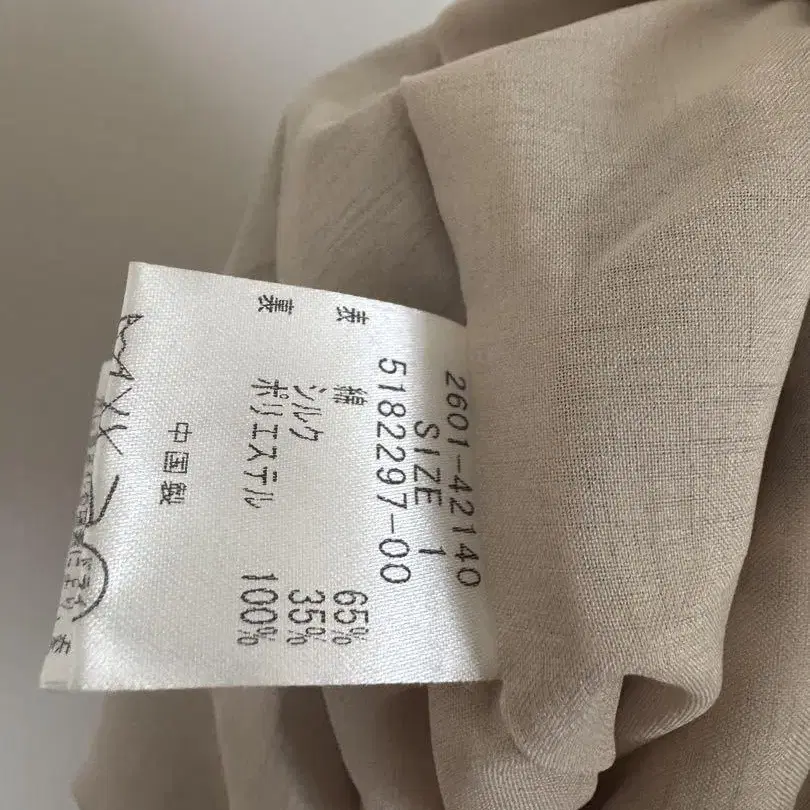 2601-42140
SIZE 1
5182297-00
表 綿 65%
シルク 35%
裏 ポリエステル 100%
中国製